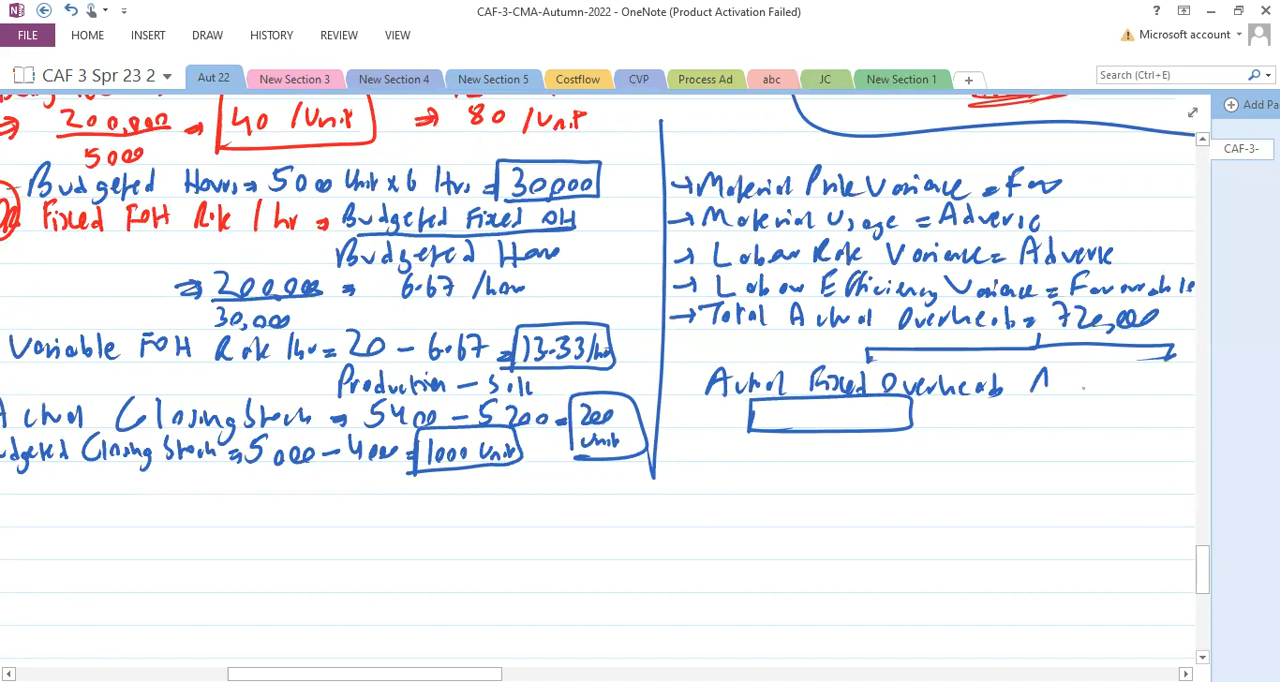 CAF-3-CMA-Autumn-2022 - OneNote (Product Activation Failed)
FILE HOME INSERT DRAW HISTORY REVIEW VIEW Microsoft account
CAF 3 Spr 23 2 Aut 22 New Section 3 New Section 4 New Section 5 Costflow CVP Process Ad abc JC New Section 1 Search (Ctrl+E)
Add Pa
CAF-3-
⇒ 200,000 → 40 /Unit ⇒ 80 /Unit
5000
Budgeted Hours = 5000 Unit x 6 Hrs = 30,000
Fixed FOH Rate / hr = Budgeted Fixed OH
Budgeted Hour
⇒ 200,000 = 6.67 /hour
30,000
Variable FOH Rate /hr = 20 - 6.67 = 13.33/hr
Production - Sale
Closing Stock = 5400 - 5200 = 200 Unit
Closing Stock = 5000 - 4000 = 1000 Unit
→ Material Price Variance = Fav
→ Material Usage = Adverse
→ Labour Rate Variance = Adverse
→ Labour Efficiency Variance = Favorable
→ Total Actual Overheads = 720,000
Actual Fixed Overheads A